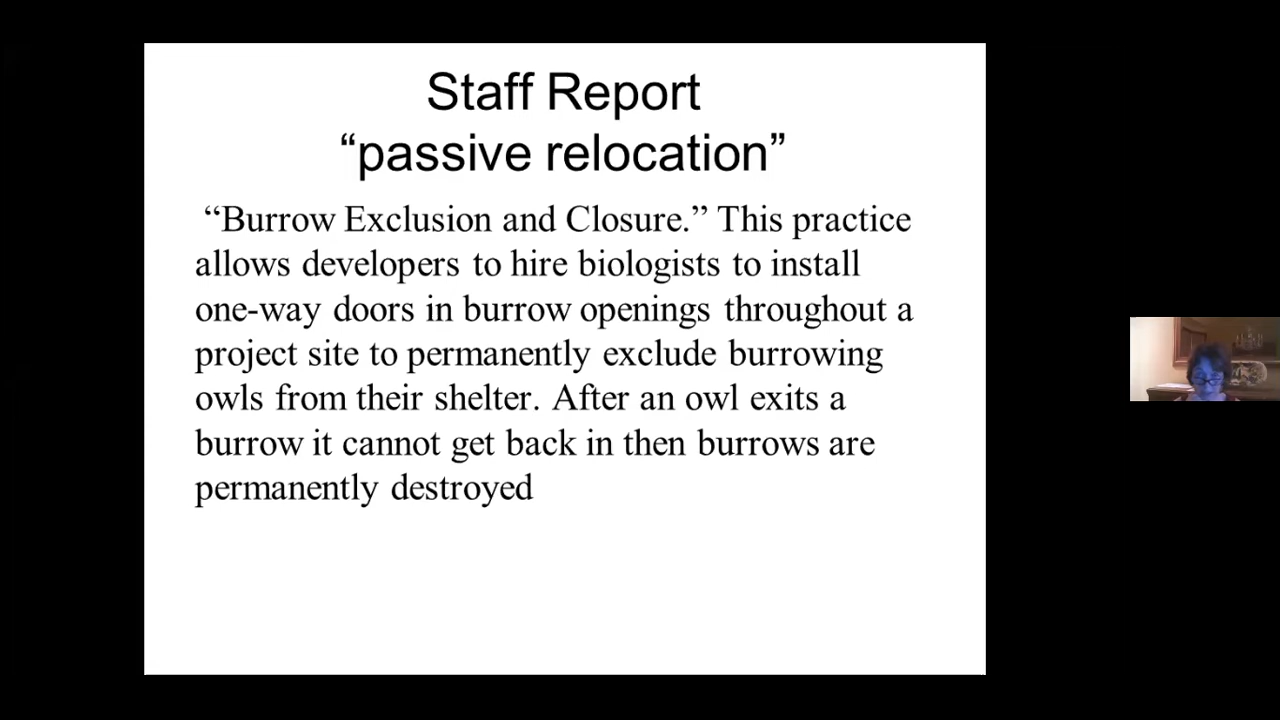 Staff Report
“passive relocation”
“Burrow Exclusion and Closure.” This practice
allows developers to hire biologists to install
one-way doors in burrow openings throughout a
project site to permanently exclude burrowing
owls from their shelter. After an owl exits a
burrow it cannot get back in then burrows are
permanently destroyed